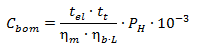 C_bom = (t_el · t_t) / (η_m · η_b·L) · P_H · 10^-3